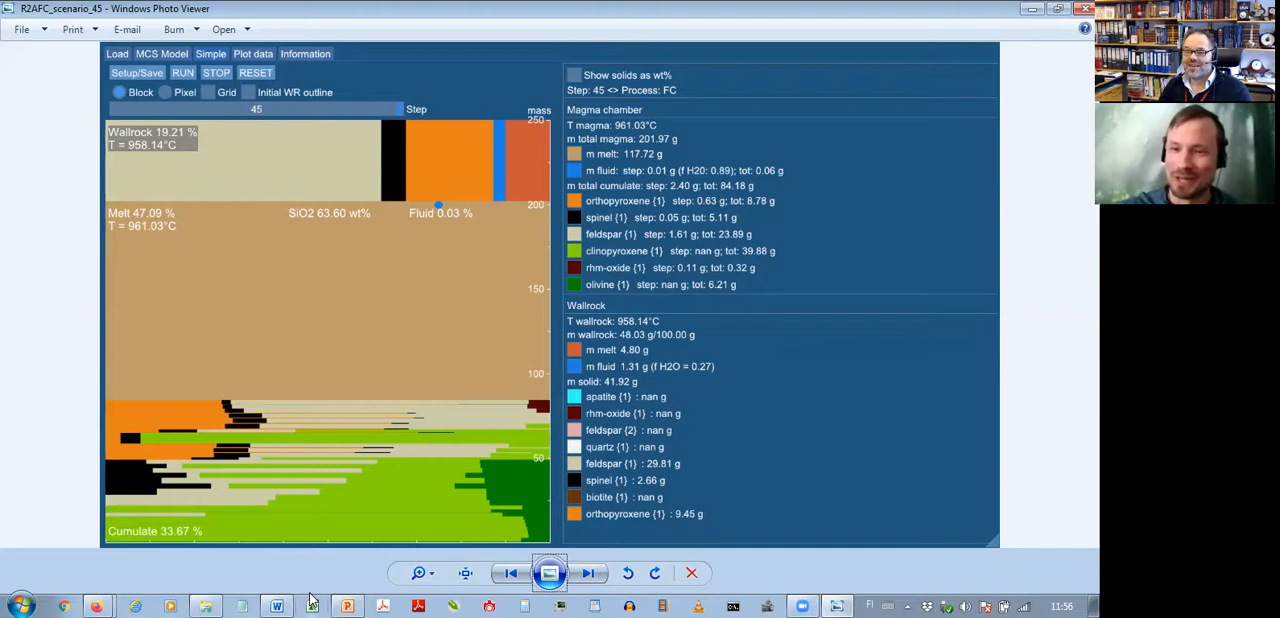 R2AFC_scenario_45 - Windows Photo Viewer
File Print E-mail Burn Open
Load MCS Model Simple Plot data Information
Setup/Save RUN STOP RESET
Block Pixel Grid Initial WR outline
45 Step
mass
250
Wallrock 19.21 %
T = 958.14°C
200
Melt 47.09 % SiO2 63.60 wt% Fluid 0.03 %
T = 961.03°C
150
100
50
Cumulate 33.67 %
Show solids as wt%
Step: 45 <> Process: FC
Magma chamber
T magma: 961.03°C
m total magma: 201.97 g
m melt: 117.72 g
m fluid: step: 0.01 g (f H20: 0.89); tot: 0.06 g
m total cumulate: step: 2.40 g; tot: 84.18 g
orthopyroxene {1} step: 0.63 g; tot: 8.78 g
spinel {1} step: 0.05 g; tot: 5.11 g
feldspar {1} step: 1.61 g; tot: 23.89 g
clinopyroxene {1} step: nan g; tot: 39.88 g
rhm-oxide {1} step: 0.11 g; tot: 0.32 g
olivine {1} step: nan g; tot: 6.21 g
Wallrock
T wallrock: 958.14°C
m wallrock: 48.03 g/100.00 g
m melt 4.80 g
m fluid 1.31 g (f H2O = 0.27)
m solid: 41.92 g
apatite {1} : nan g
rhm-oxide {1} : nan g
feldspar {2} : nan g
quartz {1} : nan g
feldspar {1} : 29.81 g
spinel {1} : 2.66 g
biotite {1} : nan g
orthopyroxene {1} : 9.45 g
FI 11:56